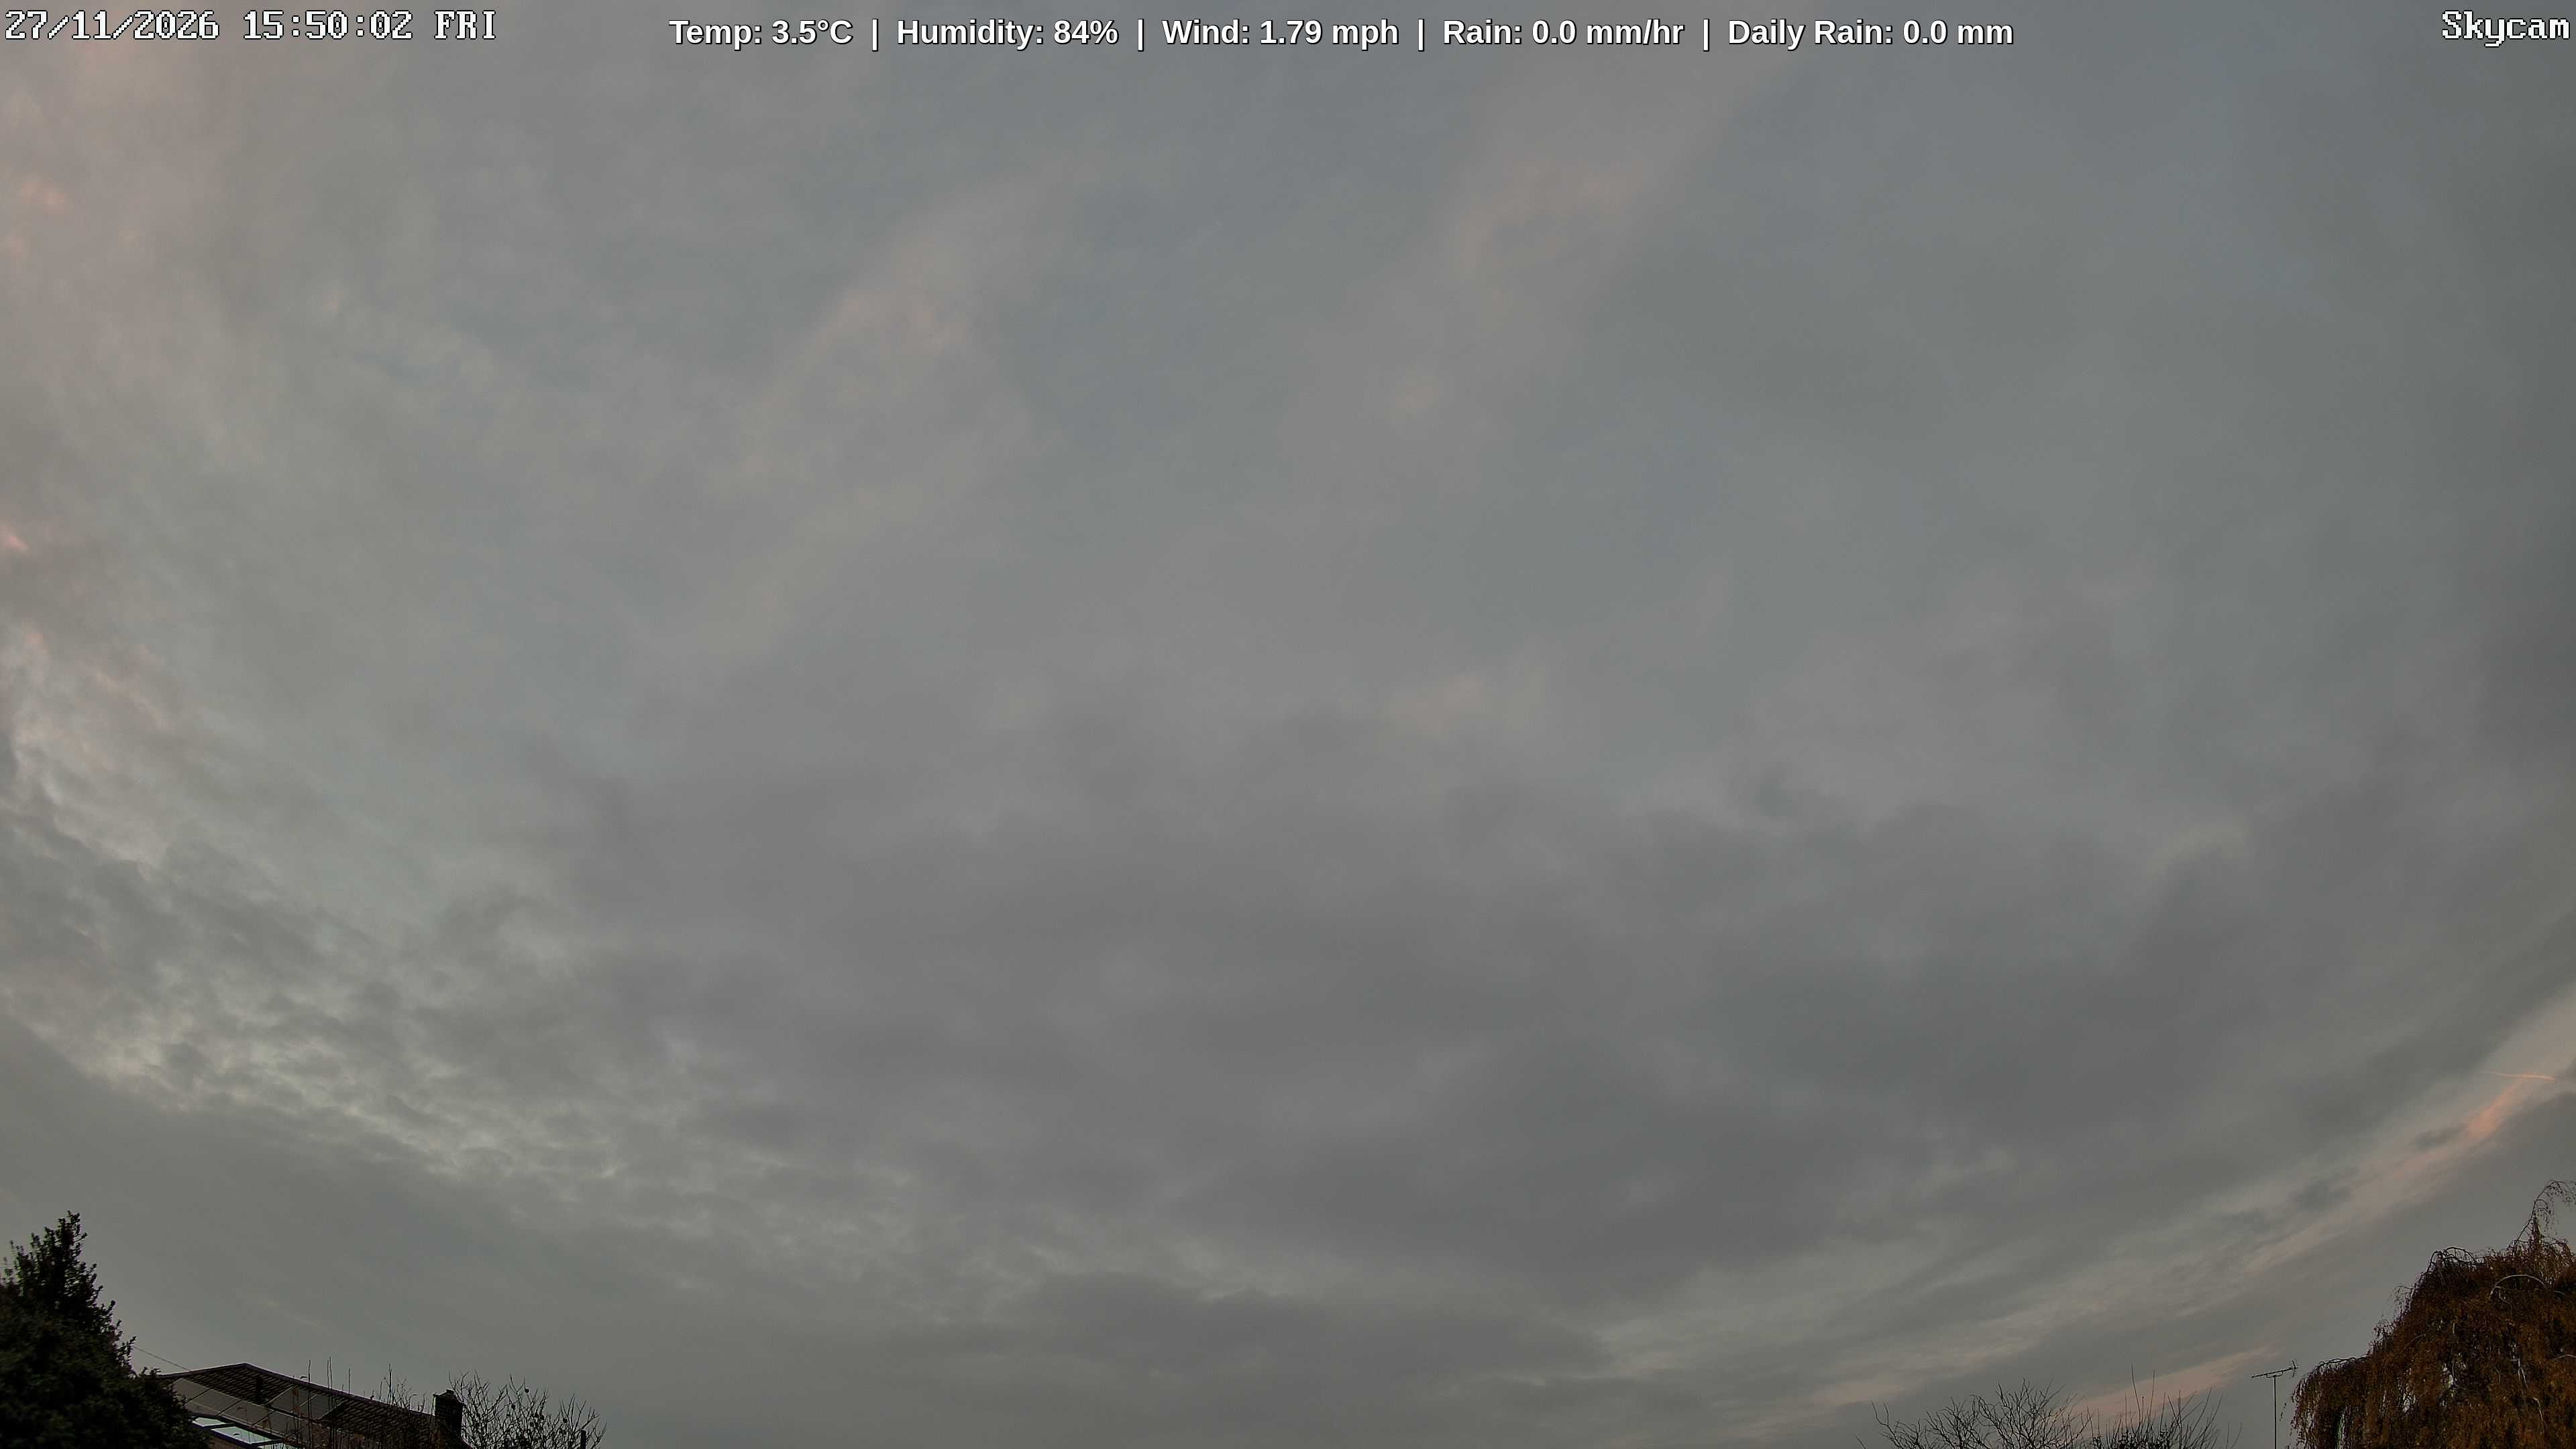 27/11/2026 15:50:02 FRI
Temp: 3.5°C | Humidity: 84% | Wind: 1.79 mph | Rain: 0.0 mm/hr | Daily Rain: 0.0 mm
Skycam